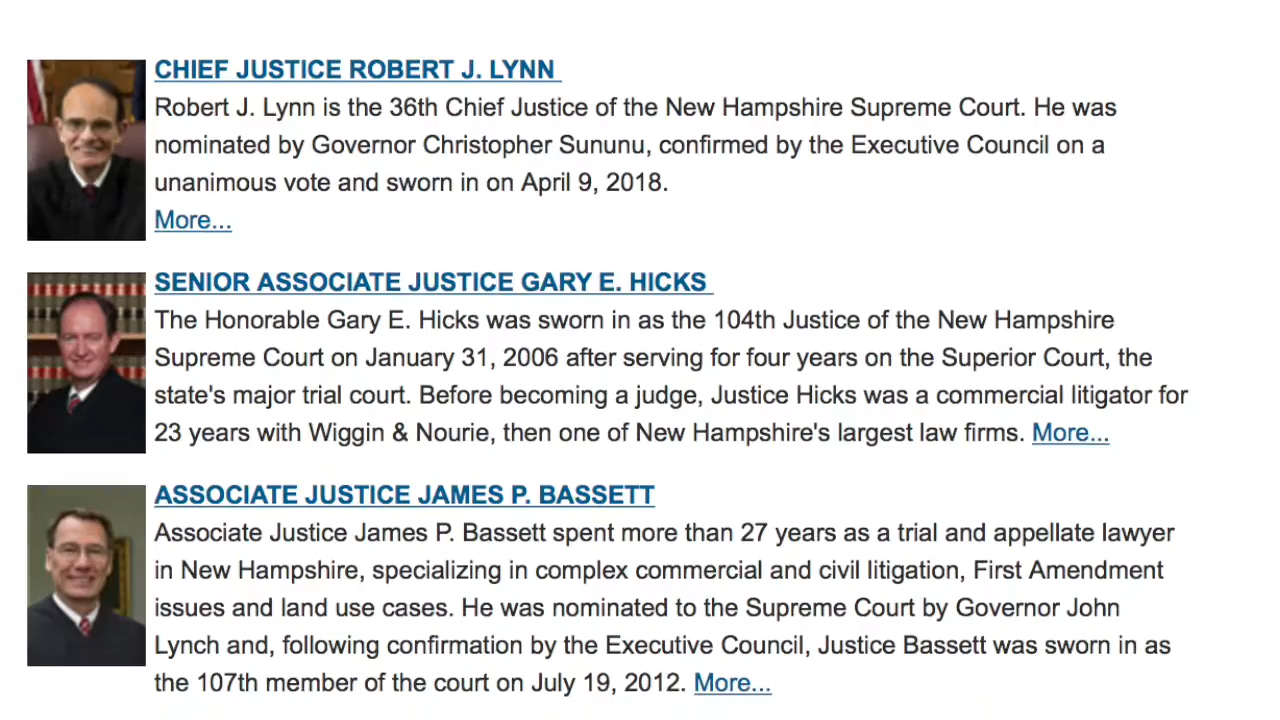 CHIEF JUSTICE ROBERT J. LYNN
Robert J. Lynn is the 36th Chief Justice of the New Hampshire Supreme Court. He was
nominated by Governor Christopher Sununu, confirmed by the Executive Council on a
unanimous vote and sworn in on April 9, 2018.
More...
SENIOR ASSOCIATE JUSTICE GARY E. HICKS
The Honorable Gary E. Hicks was sworn in as the 104th Justice of the New Hampshire
Supreme Court on January 31, 2006 after serving for four years on the Superior Court, the
state's major trial court. Before becoming a judge, Justice Hicks was a commercial litigator for
23 years with Wiggin & Nourie, then one of New Hampshire's largest law firms. More...
ASSOCIATE JUSTICE JAMES P. BASSETT
Associate Justice James P. Bassett spent more than 27 years as a trial and appellate lawyer
in New Hampshire, specializing in complex commercial and civil litigation, First Amendment
issues and land use cases. He was nominated to the Supreme Court by Governor John
Lynch and, following confirmation by the Executive Council, Justice Bassett was sworn in as
the 107th member of the court on July 19, 2012. More...